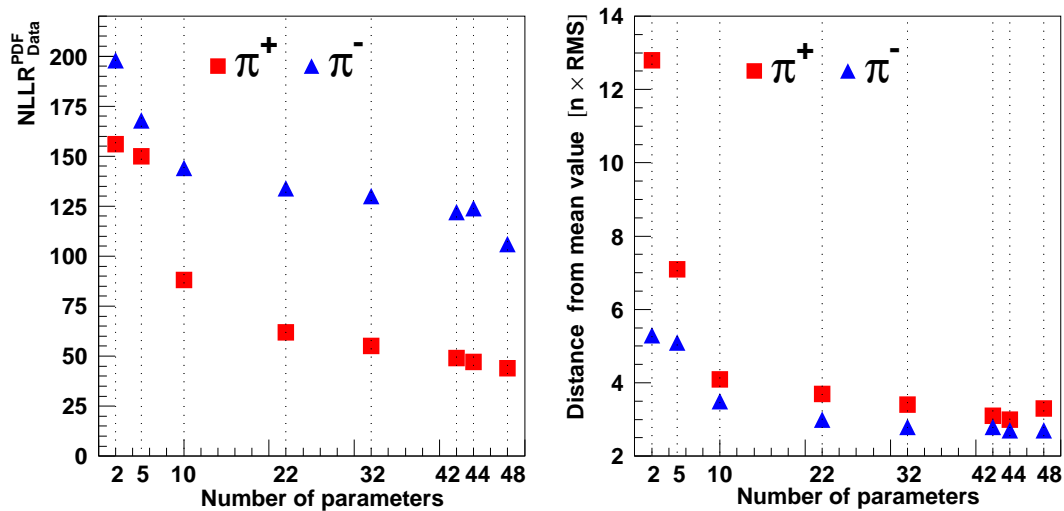 NLLR^PDF_Data
200
175
150
125
100
75
50
25
0
π+ π-
2 5 10 22 32 42 44 48
Number of parameters
Distance from mean value [n × RMS]
14
12
10
8
6
4
2
π+ π-
2 5 10 22 32 42 44 48
Number of parameters